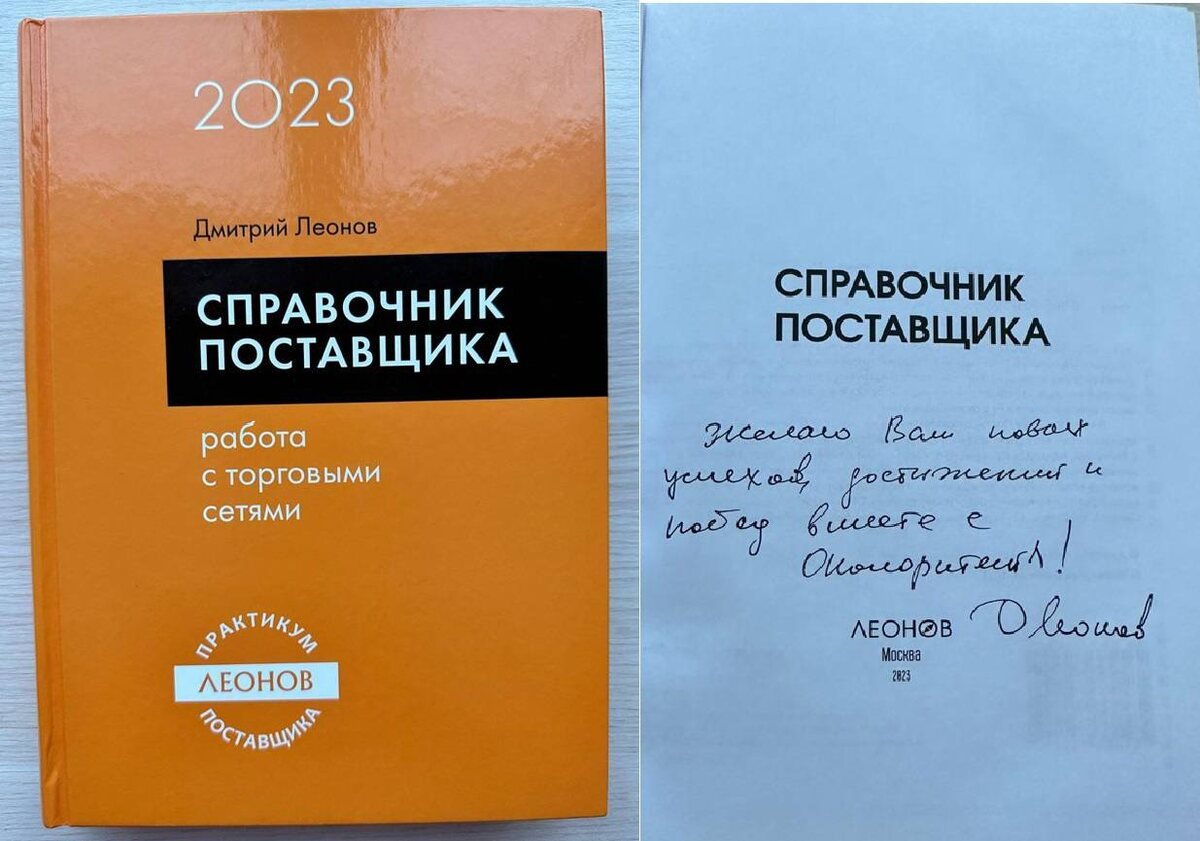 2023
Дмитрий Леонов
СПРАВОЧНИК
ПОСТАВЩИКА
работа
с торговыми
сетями
ПРАКТИКУМ
ЛЕОНОВ
ПОСТАВЩИКА
СПРАВОЧНИК
ПОСТАВЩИКА
Желаю Вам новых
успехов, достижений и
побед вместе с
ЛЕОНОВ
Москва
2023